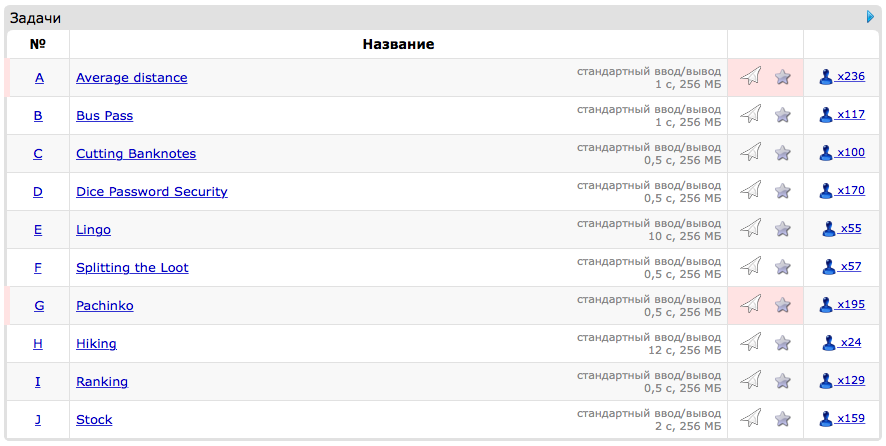 Задачи
№ Название
A Average distance стандартный ввод/вывод x236
1 с, 256 МБ
B Bus Pass стандартный ввод/вывод x117
1 с, 256 МБ
C Cutting Banknotes стандартный ввод/вывод x100
0,5 с, 256 МБ
D Dice Password Security стандартный ввод/вывод x170
0,5 с, 256 МБ
E Lingo стандартный ввод/вывод x55
10 с, 256 МБ
F Splitting the Loot стандартный ввод/вывод x57
0,5 с, 256 МБ
G Pachinko стандартный ввод/вывод x195
0,5 с, 256 МБ
H Hiking стандартный ввод/вывод x24
12 с, 256 МБ
I Ranking стандартный ввод/вывод x129
0,5 с, 256 МБ
J Stock стандартный ввод/вывод x159
2 с, 256 МБ